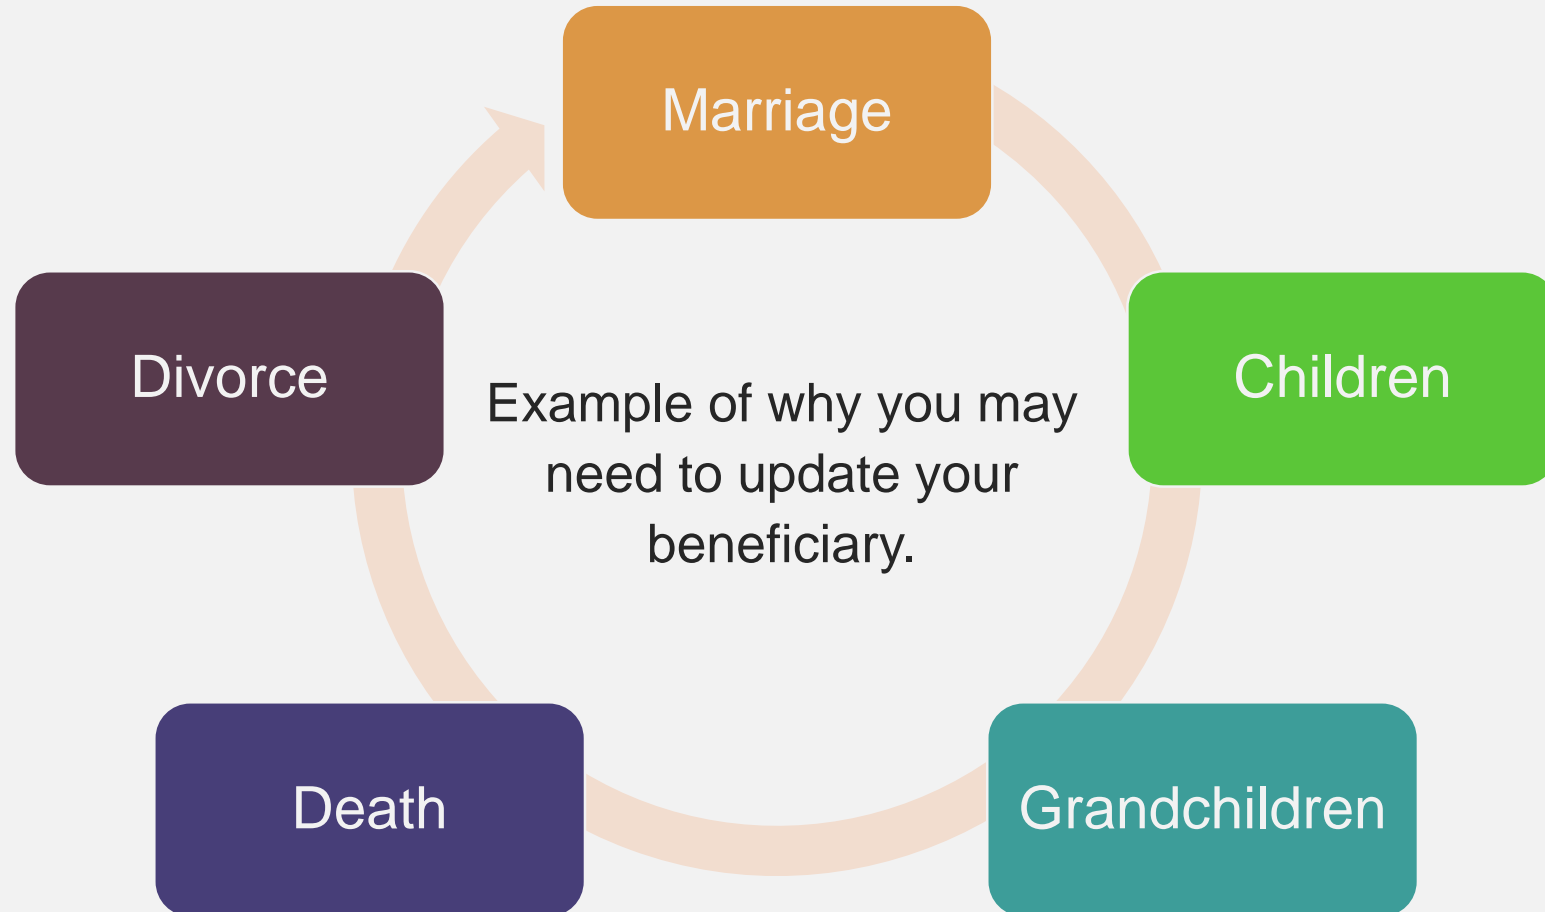 Marriage
Children
Grandchildren
Death
Divorce
Example of why you may
need to update your
beneficiary.